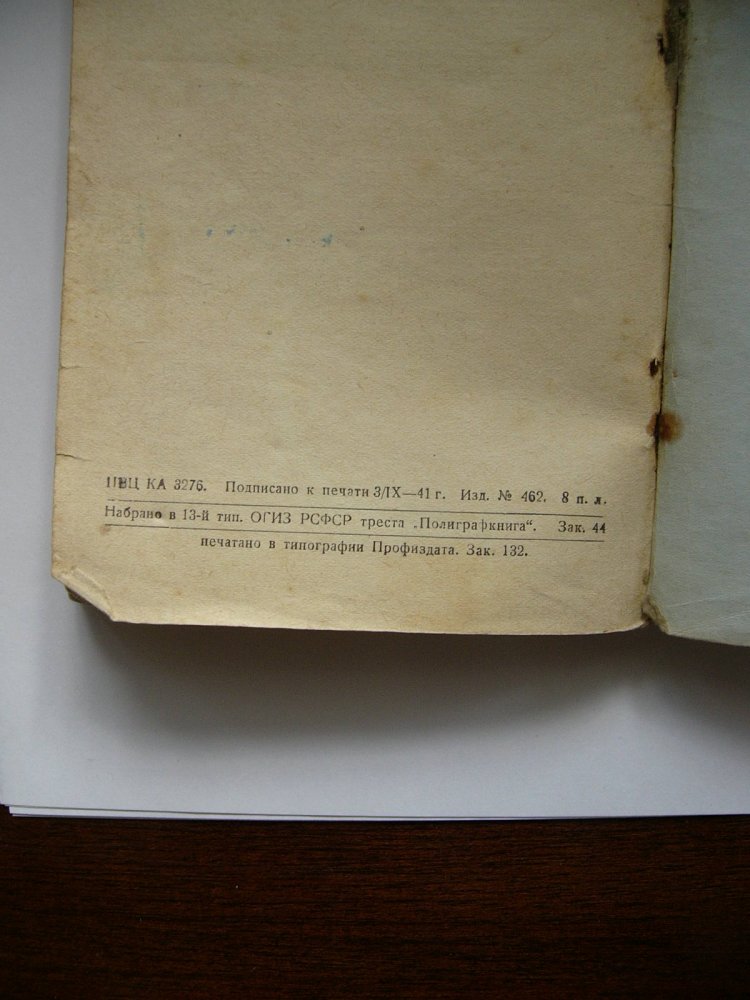 КА 3276. Подписано к печати 3/IX—41 г. Изд. № 462. 8 п. л.
Набрано в 13-й тип. ОГИЗ РСФСР треста „Полиграфкнига“. Зак. 44
печатано в типографии Профиздата. Зак. 132.